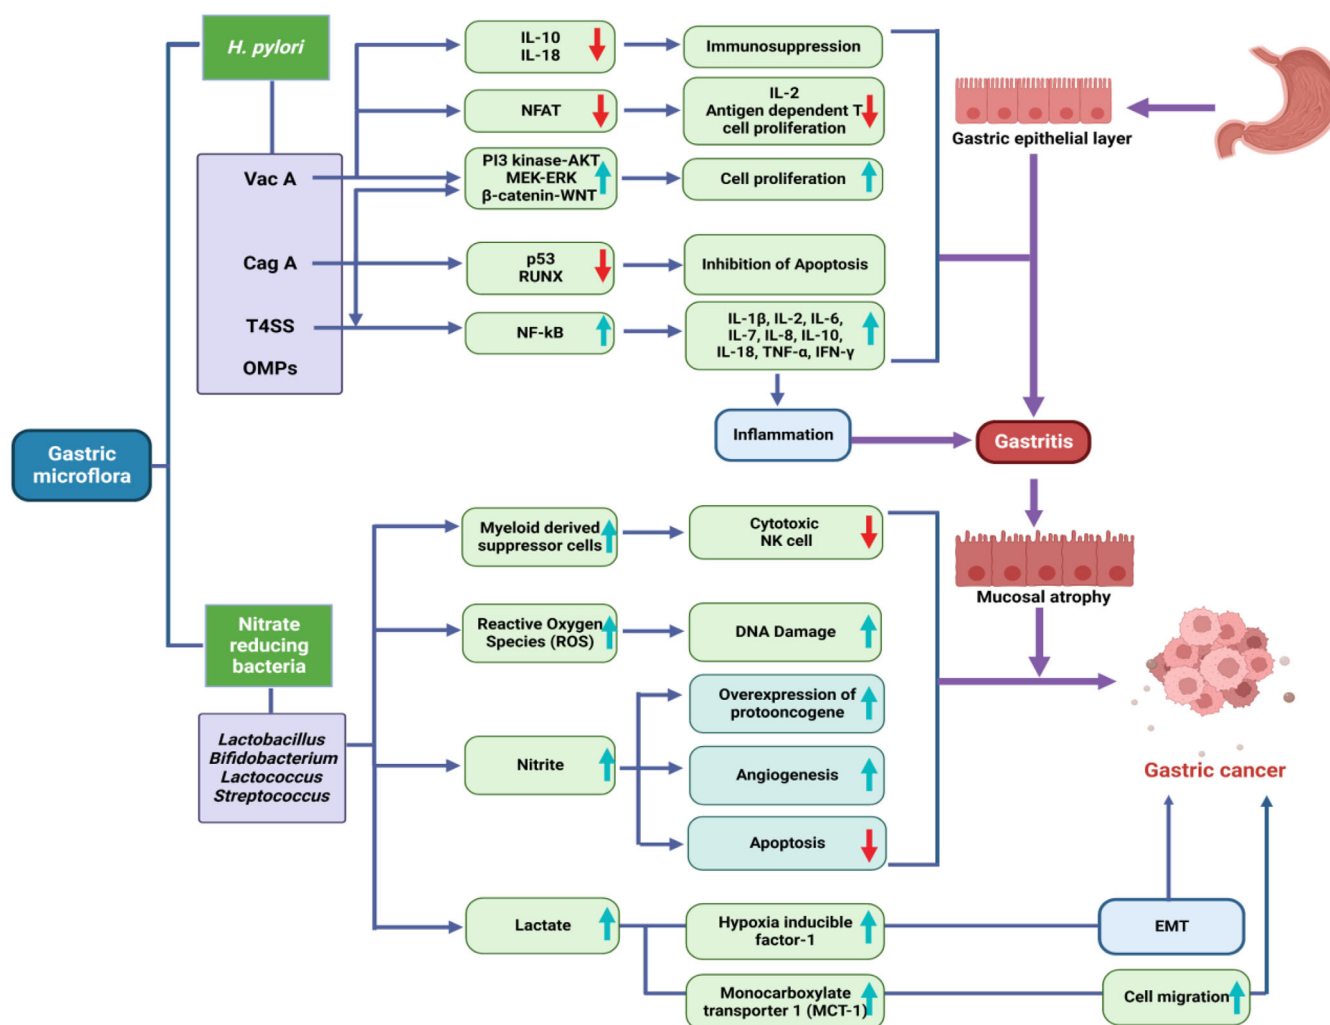 H. pylori
Vac A
Cag A
T4SS
OMPs
IL-10
IL-18
Immunosuppression
NFAT
IL-2
Antigen dependent T
cell proliferation
PI3 kinase-AKT
MEK-ERK
β-catenin-WNT
Cell proliferation
p53
RUNX
Inhibition of Apoptosis
NF-kB
IL-1β, IL-2, IL-6,
IL-7, IL-8, IL-10,
IL-18, TNF-α, IFN-γ
Inflammation
Gastric epithelial layer
Gastritis
Mucosal atrophy
Gastric cancer
Gastric
microflora
Nitrate
reducing
bacteria
Lactobacillus
Bifidobacterium
Lactococcus
Streptococcus
Myeloid derived
suppressor cells
Cytotoxic
NK cell
Reactive Oxygen
Species (ROS)
DNA Damage
Nitrite
Overexpression of
protooncogene
Angiogenesis
Apoptosis
Lactate
Hypoxia inducible
factor-1
EMT
Monocarboxylate
transporter 1 (MCT-1)
Cell migration